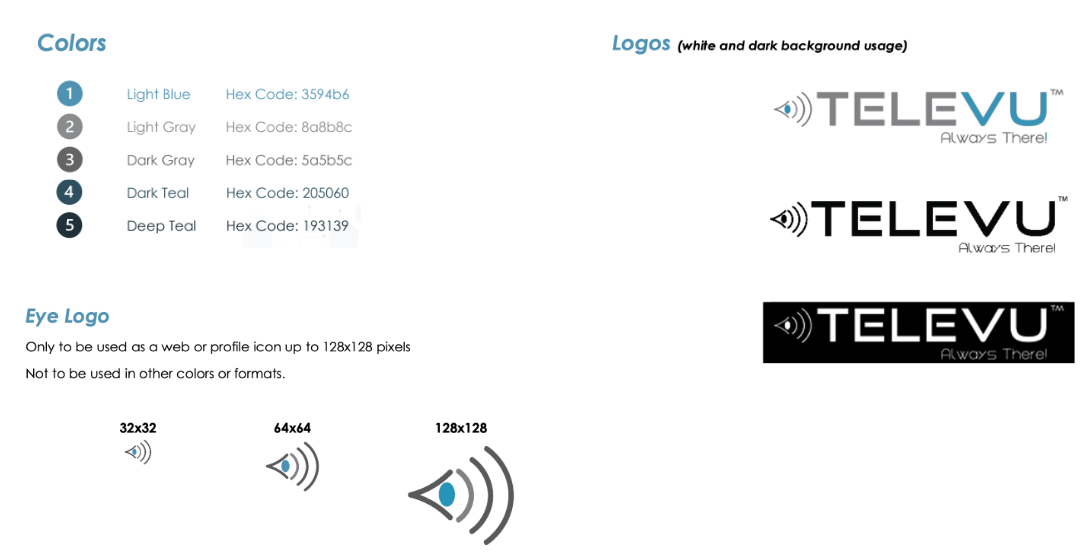 Colors
1 Light Blue Hex Code: 3594b6
2 Light Gray Hex Code: 8a8b8c
3 Dark Gray Hex Code: 5a5b5c
4 Dark Teal Hex Code: 205060
5 Deep Teal Hex Code: 193139
Eye Logo
Only to be used as a web or profile icon up to 128x128 pixels
Not to be used in other colors or formats.
32x32 64x64 128x128
Logos (white and dark background usage)
TELEVU™
Always There!
TELEVU™
Always There!
TELEVU™
Always There!